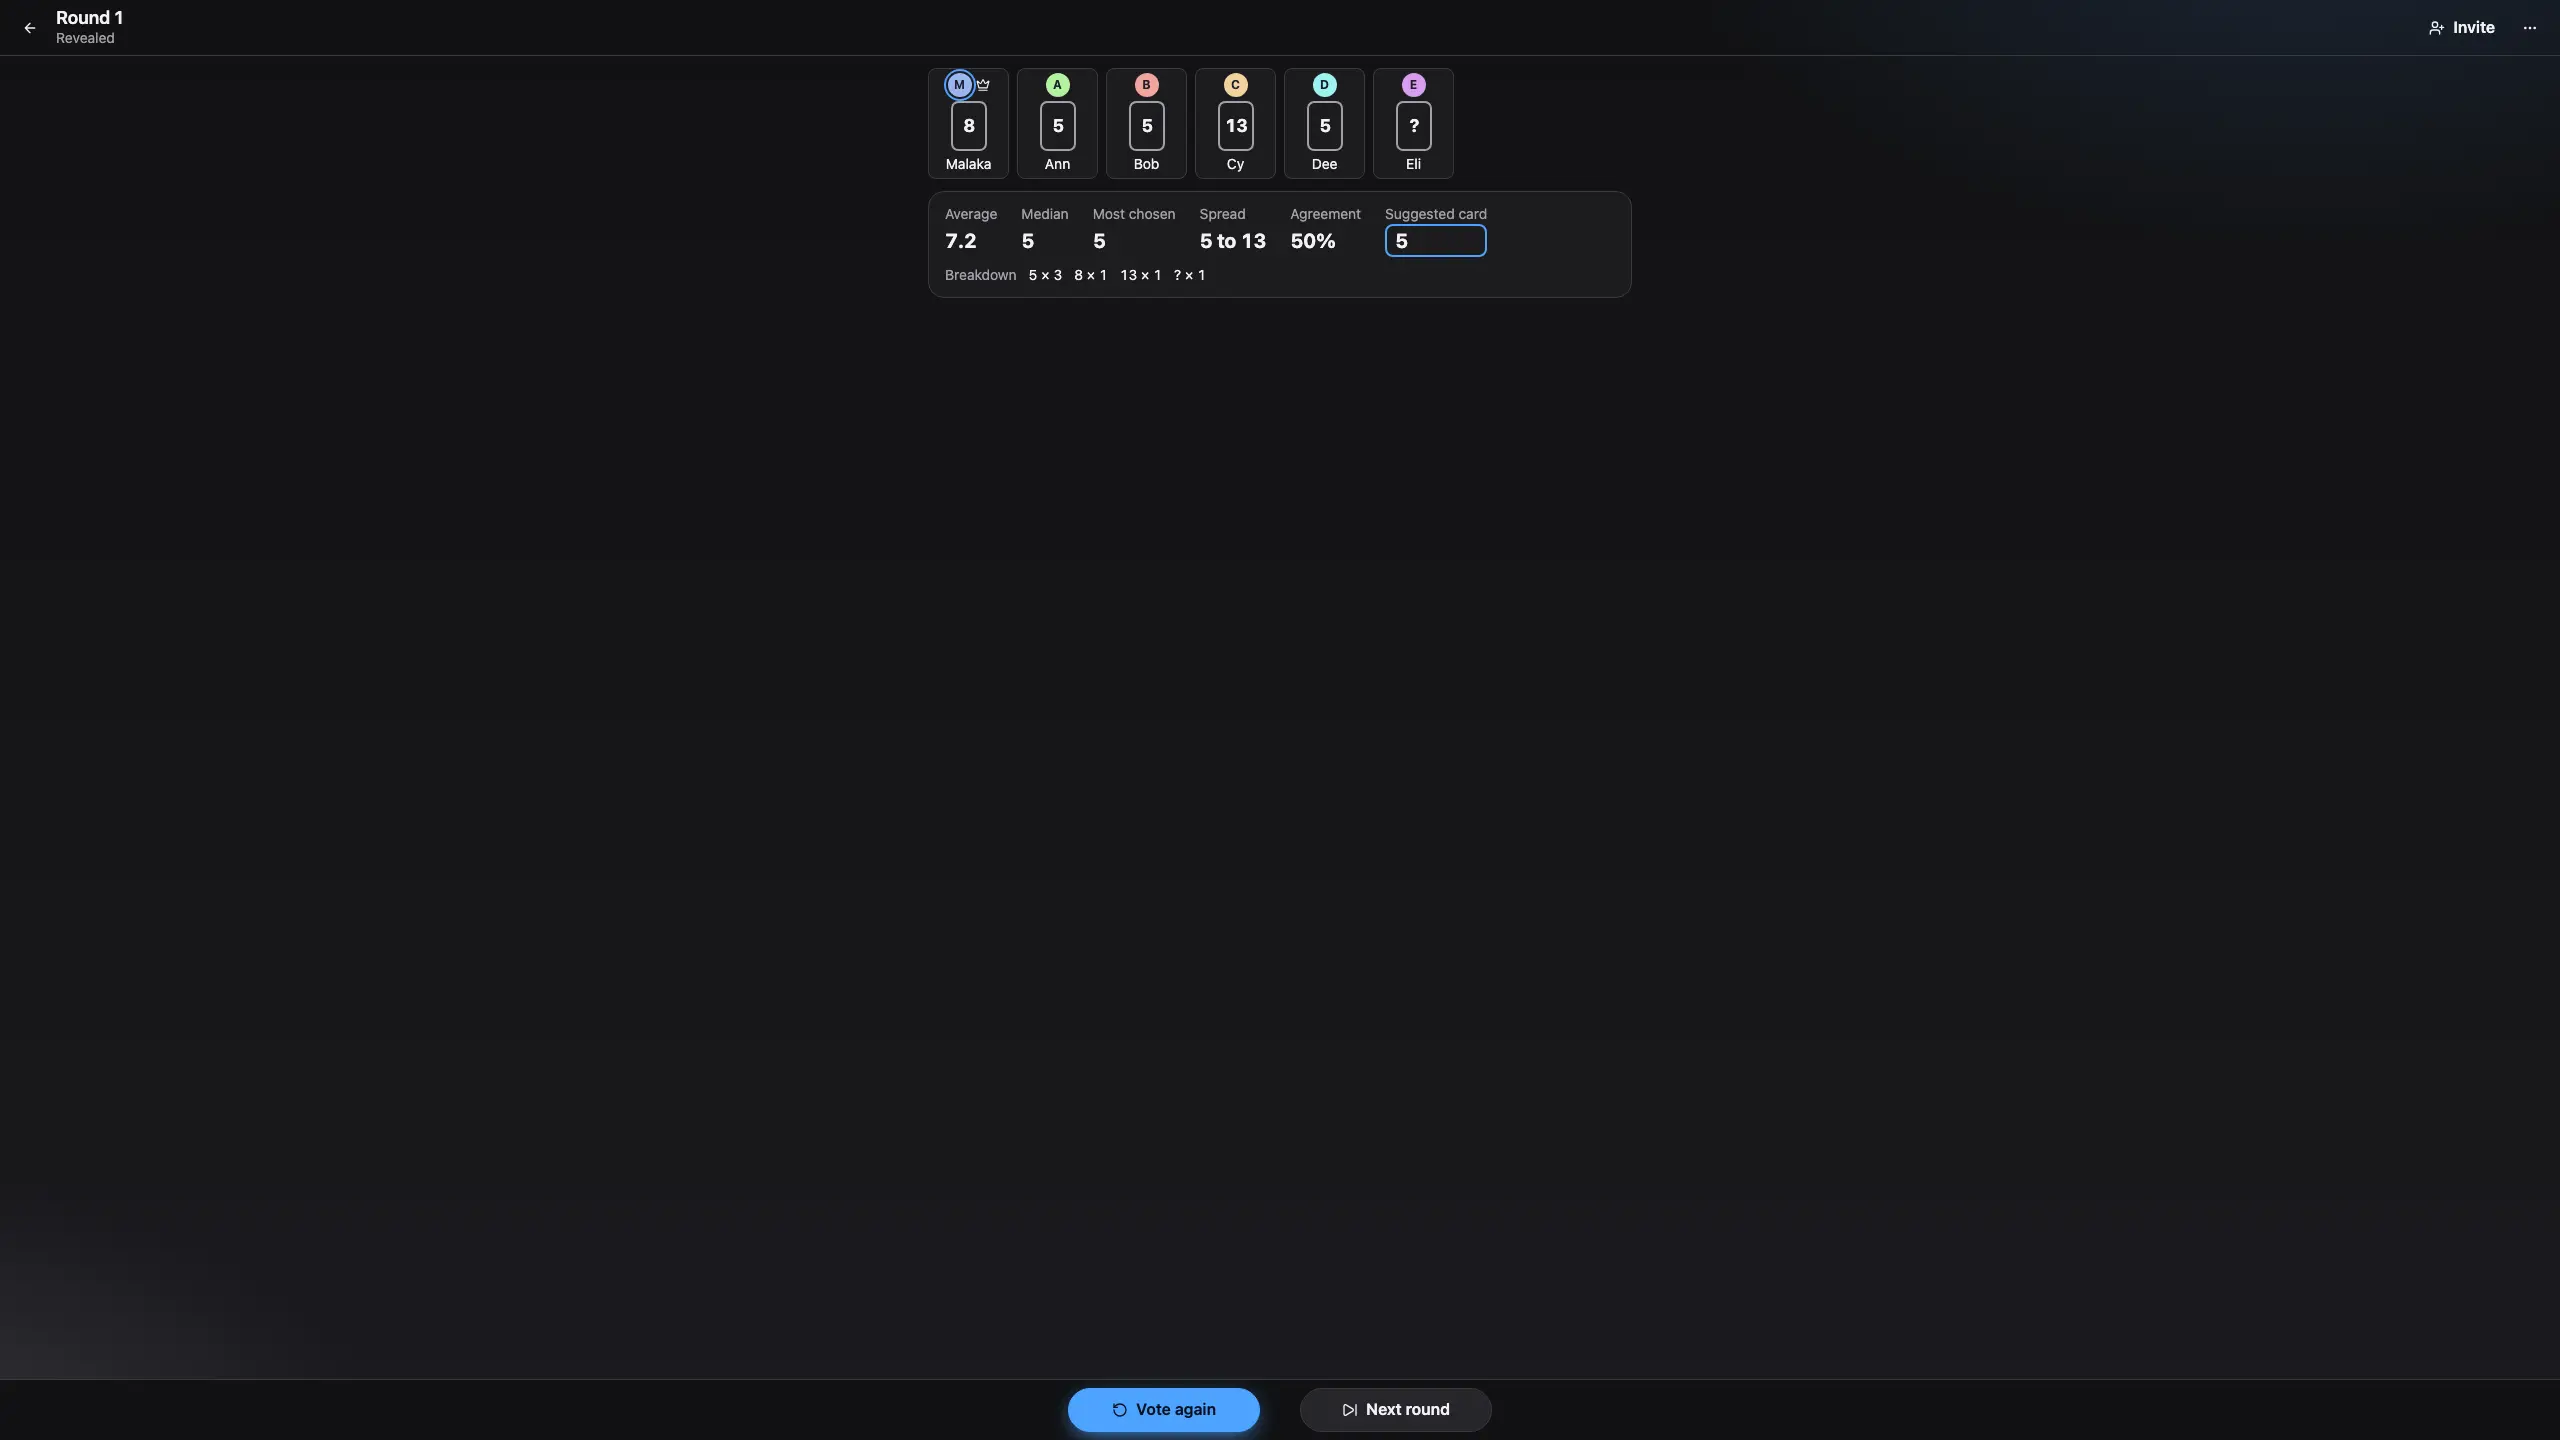 Round 1
Revealed
Invite
M A B C D E
8 5 5 13 5 ?
Malaka Ann Bob Cy Dee Eli
Average Median Most chosen Spread Agreement Suggested card
7.2 5 5 5 to 13 50% 5
Breakdown 5 × 3 8 × 1 13 × 1 ? × 1
Vote again Next round